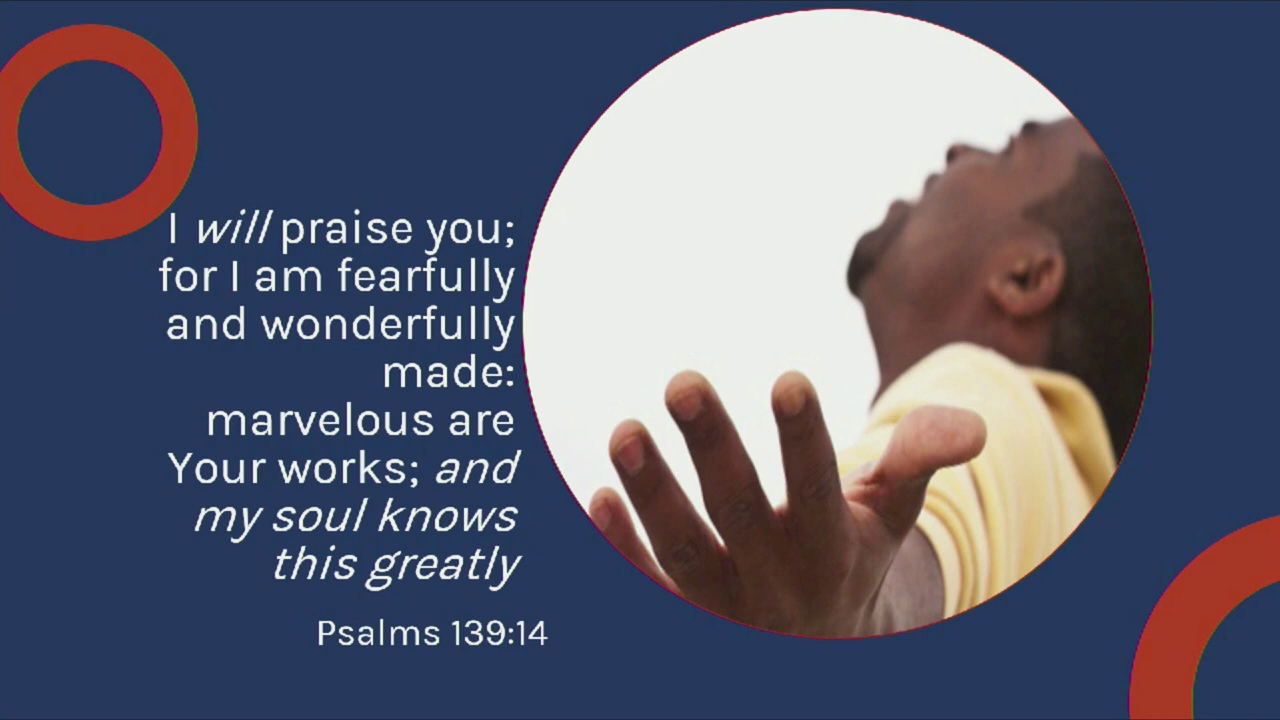 I will praise you;
for I am fearfully
and wonderfully
made:
marvelous are
Your works; and
my soul knows
this greatly
Psalms 139:14